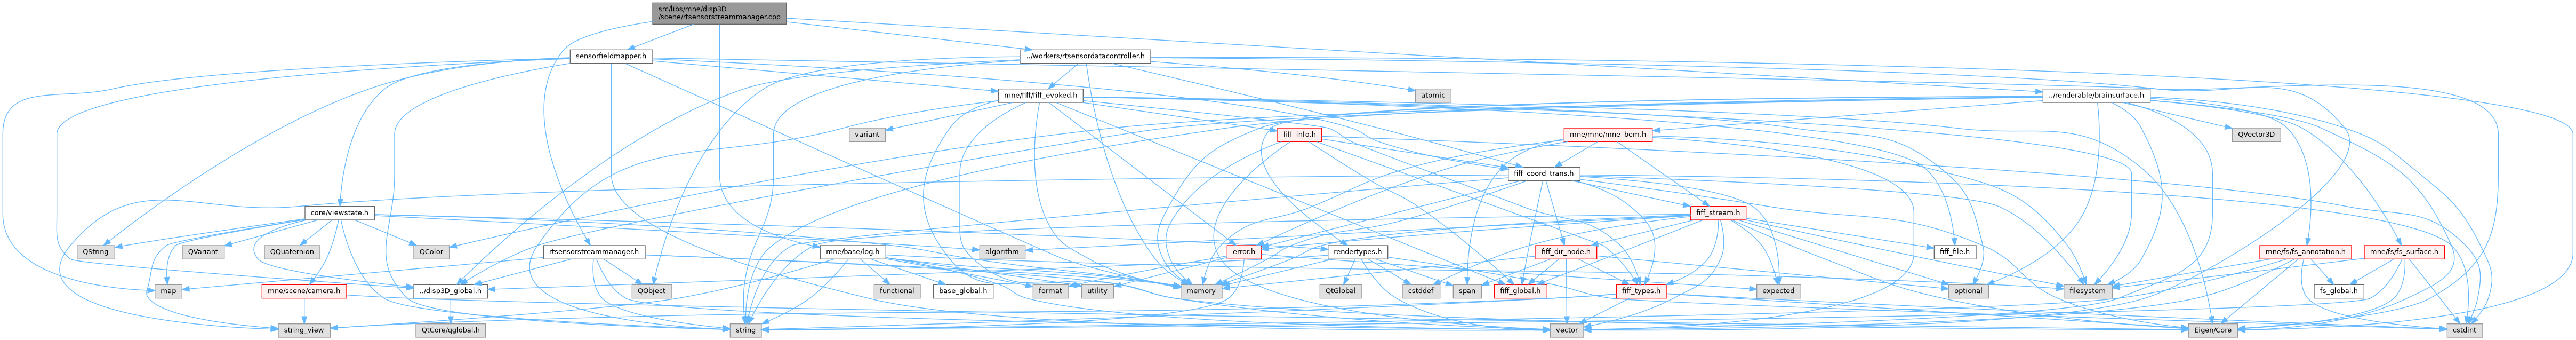 src/libs/mne/disp3D
/scene/rtsensorstreammanager.cpp
sensorfieldmapper.h
../workers/rtsensordatacontroller.h
mne/fiff/fiff_evoked.h
atomic
../renderable/brainsurface.h
variant
fiff_info.h
mne/mne/mne_bem.h
QVector3D
fiff_coord_trans.h
core/viewstate.h
fiff_stream.h
QString
QVariant
QQuaternion
QColor
rtsensorstreammanager.h
mne/base/log.h
algorithm
error.h
rendertypes.h
fiff_dir_node.h
fiff_file.h
mne/fs/fs_annotation.h
mne/fs/fs_surface.h
map
mne/scene/camera.h
../disp3D_global.h
QObject
functional
base_global.h
format
utility
memory
QtGlobal
cstddef
span
fiff_global.h
fiff_types.h
expected
optional
filesystem
fs_global.h
string_view
QtCore/qglobal.h
string
vector
Eigen/Core
cstdint